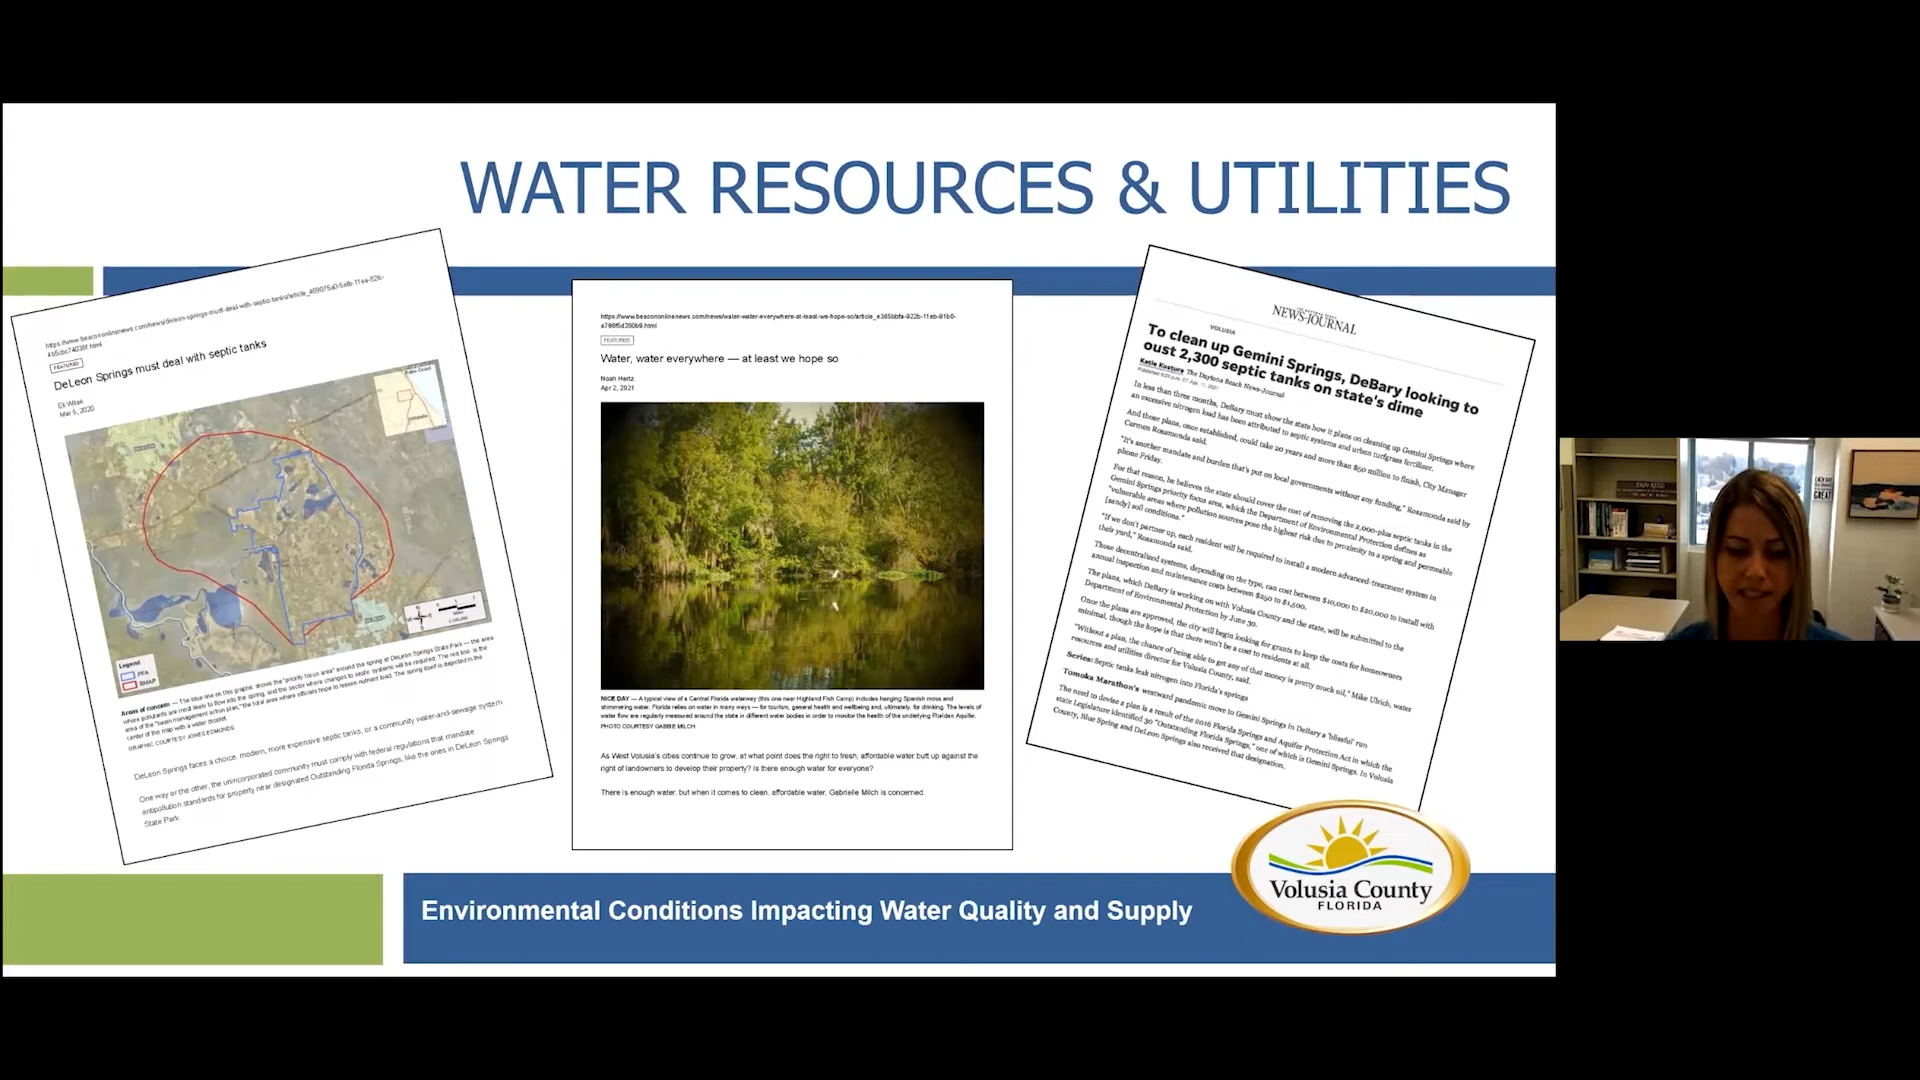 WATER RESOURCES & UTILITIES
FEATURED
DeLeon Springs must deal with septic tanks
Eli Witek
Mar 5, 2020
Legend
PFA
BMAP
Areas of concern — The blue line on this graphic shows the "priority focus area" around the spring at DeLeon Springs State Park — the area
where pollutants are most likely to flow into the spring, and the sector where changes to septic systems will be required. The red line is the
area of the "basin management action plan," the total area where officials hope to lessen nutrient load. The spring itself is depicted in the
center of the map with a water droplet.
GRAPHIC COURTESY JONES EDMUNDS
DeLeon Springs faces a choice: modern, more expensive septic tanks, or a community water-and-sewage system.
One way or the other, the unincorporated community must comply with federal regulations that mandate
antipollution standards for property near designated Outstanding Florida Springs, like the ones in DeLeon Springs
State Park.
https://www.beacononlinenews.com/news/water-water-everywhere-at-least-we-hope-so/article_e365bbfa-922b-11eb-81b0-
a786f5d260b9.html
FEATURED
Water, water everywhere — at least we hope so
Noah Hertz
Apr 2, 2021
NICE DAY — A typical view of a Central Florida waterway (this one near Highland Fish Camp) includes hanging Spanish moss and
shimmering water. Florida relies on water in many ways — for tourism, general health and wellbeing and, ultimately, for drinking. The levels of
water flow are regularly measured around the state in different water bodies in order to monitor the health of the underlying Floridan Aquifer.
PHOTO COURTESY GABBIE MILCH
As West Volusia's cities continue to grow, at what point does the right to fresh, affordable water butt up against the
right of landowners to develop their property? Is there enough water for everyone?
There is enough water, but when it comes to clean, affordable water, Gabrielle Milch is concerned.
NEWS-JOURNAL
VOLUSIA
To clean up Gemini Springs, DeBary looking to
oust 2,300 septic tanks on state's dime
Katie Kustura The Daytona Beach News-Journal
In less than three months, DeBary must show the state how it plans on cleaning up Gemini Springs where
an excessive nitrogen load has been attributed to septic systems and urban turfgrass fertilizer.
And those plans, once established, could take 20 years and more than $50 million to finish, City Manager
Carmen Rosamonda said.
"It's another mandate and burden that's put on local governments without any funding," Rosamonda said by
phone Friday.
For that reason, he believes the state should cover the cost of removing the 2,000-plus septic tanks in the
Gemini Springs priority focus area, which the Department of Environmental Protection defines as
"vulnerable areas where pollution sources pose the highest risk due to proximity to a spring and permeable
[sandy] soil conditions."
"If we don't partner up, each resident will be required to install a modern advanced-treatment system in
their yard," Rosamonda said.
Those decentralized systems, depending on the type, can cost between $10,000 to $20,000 to install with
annual inspection and maintenance costs between $250 to $1,500.
The plans, which DeBary is working on with Volusia County and the state, will be submitted to the
Department of Environmental Protection by June 30.
Once the plans are approved, the city will begin looking for grants to keep the costs for homeowners
minimal, though the hope is that there won't be a cost to residents at all.
"Without a plan, the chance of being able to get any of that money is pretty much nil," Mike Ulrich, water
resources and utilities director for Volusia County, said.
Series: Septic tanks leak nitrogen into Florida's springs
Tomoka Marathon's westward pandemic move to Gemini Springs in DeBary a 'blissful' run
The need to devise a plan is a result of the 2016 Florida Springs and Aquifer Protection Act in which the
state Legislature identified 30 "Outstanding Florida Springs," one of which is Gemini Springs. In Volusia
County, Blue Spring and DeLeon Springs also received that designation.
Environmental Conditions Impacting Water Quality and Supply
Volusia County
FLORIDA